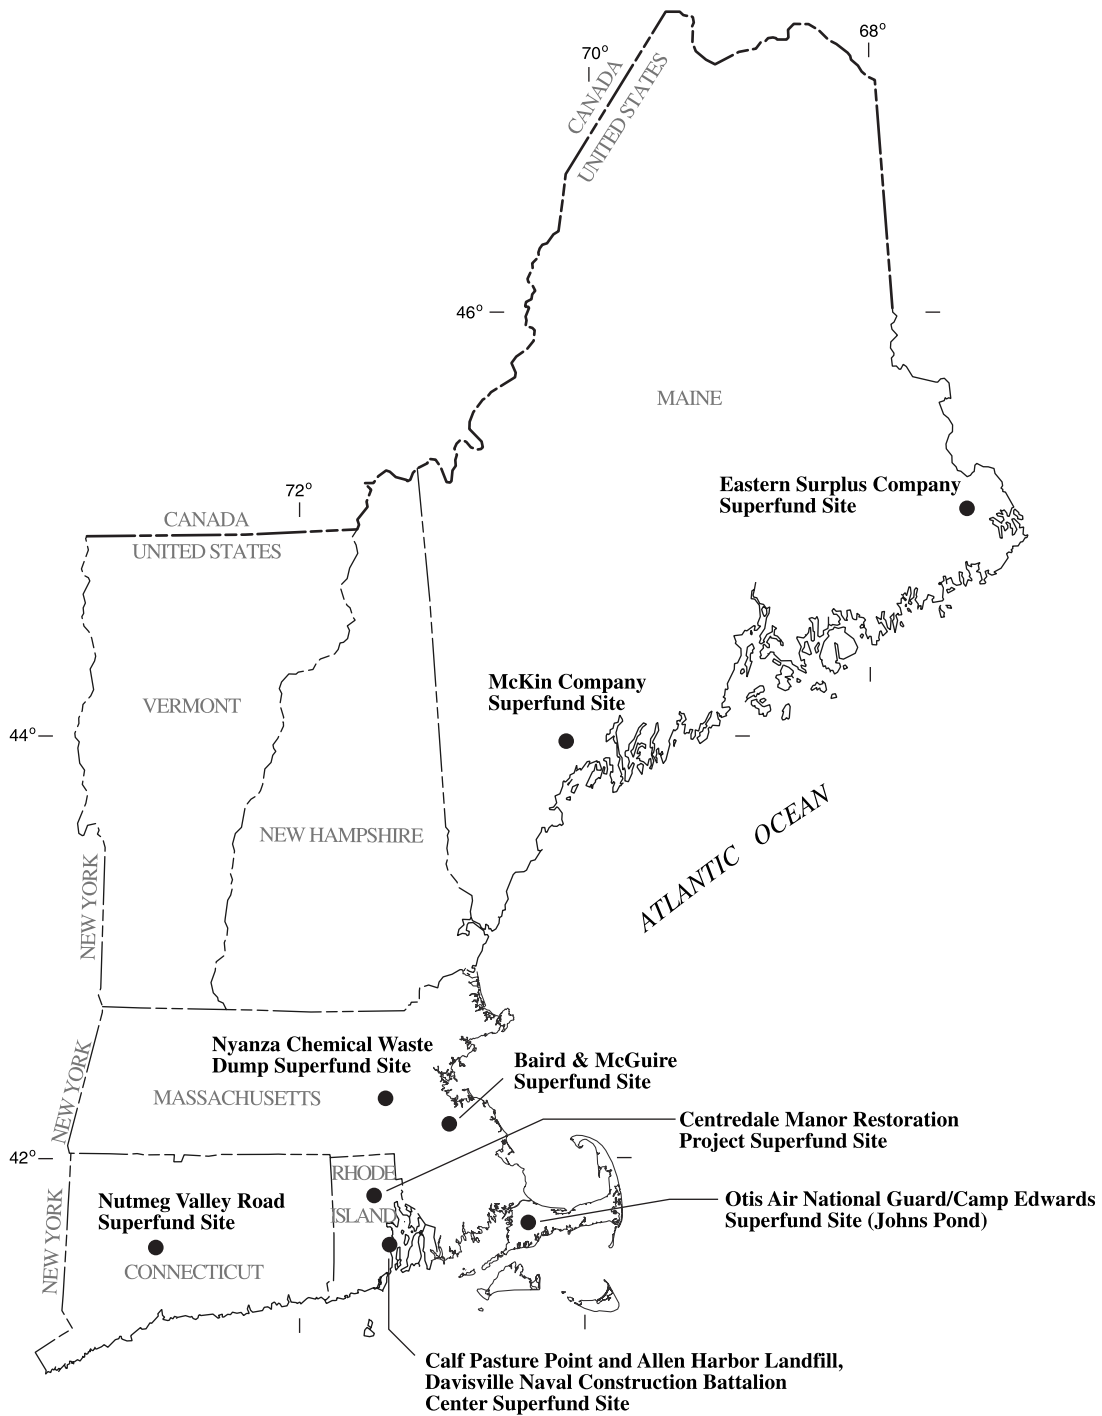 68°
70°
CANADA
UNITED STATES
46°
MAINE
Eastern Surplus Company
Superfund Site
72°
CANADA
UNITED STATES
McKin Company
Superfund Site
VERMONT
44°
ATLANTIC OCEAN
NEW HAMPSHIRE
NEW YORK
Nyanza Chemical Waste
Dump Superfund Site
Baird & McGuire
Superfund Site
NEW YORK
MASSACHUSETTS
Centredale Manor Restoration
Project Superfund Site
42°
RHODE
ISLAND
Nutmeg Valley Road
Superfund Site
Otis Air National Guard/Camp Edwards
Superfund Site (Johns Pond)
NEW YORK
CONNECTICUT
Calf Pasture Point and Allen Harbor Landfill,
Davisville Naval Construction Battalion
Center Superfund Site